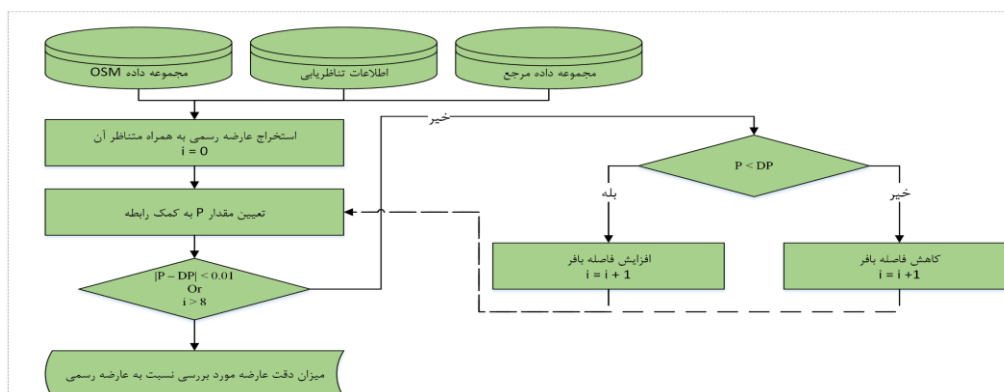 مجموعه داده مرجع
اطلاعات تناظریابی
مجموعه داده OSM
استخراج عارضه رسمی به همراه متناظر آن
i = 0
خیر
P < DP
تعیین مقدار P به کمک رابطه
بله
خیر
|P – DP| < 0.01
Or
i > 8
افزایش فاصله بافر
i = i + 1
کاهش فاصله بافر
i = i +1
میزان دقت عارضه مورد بررسی نسبت به عارضه رسمی